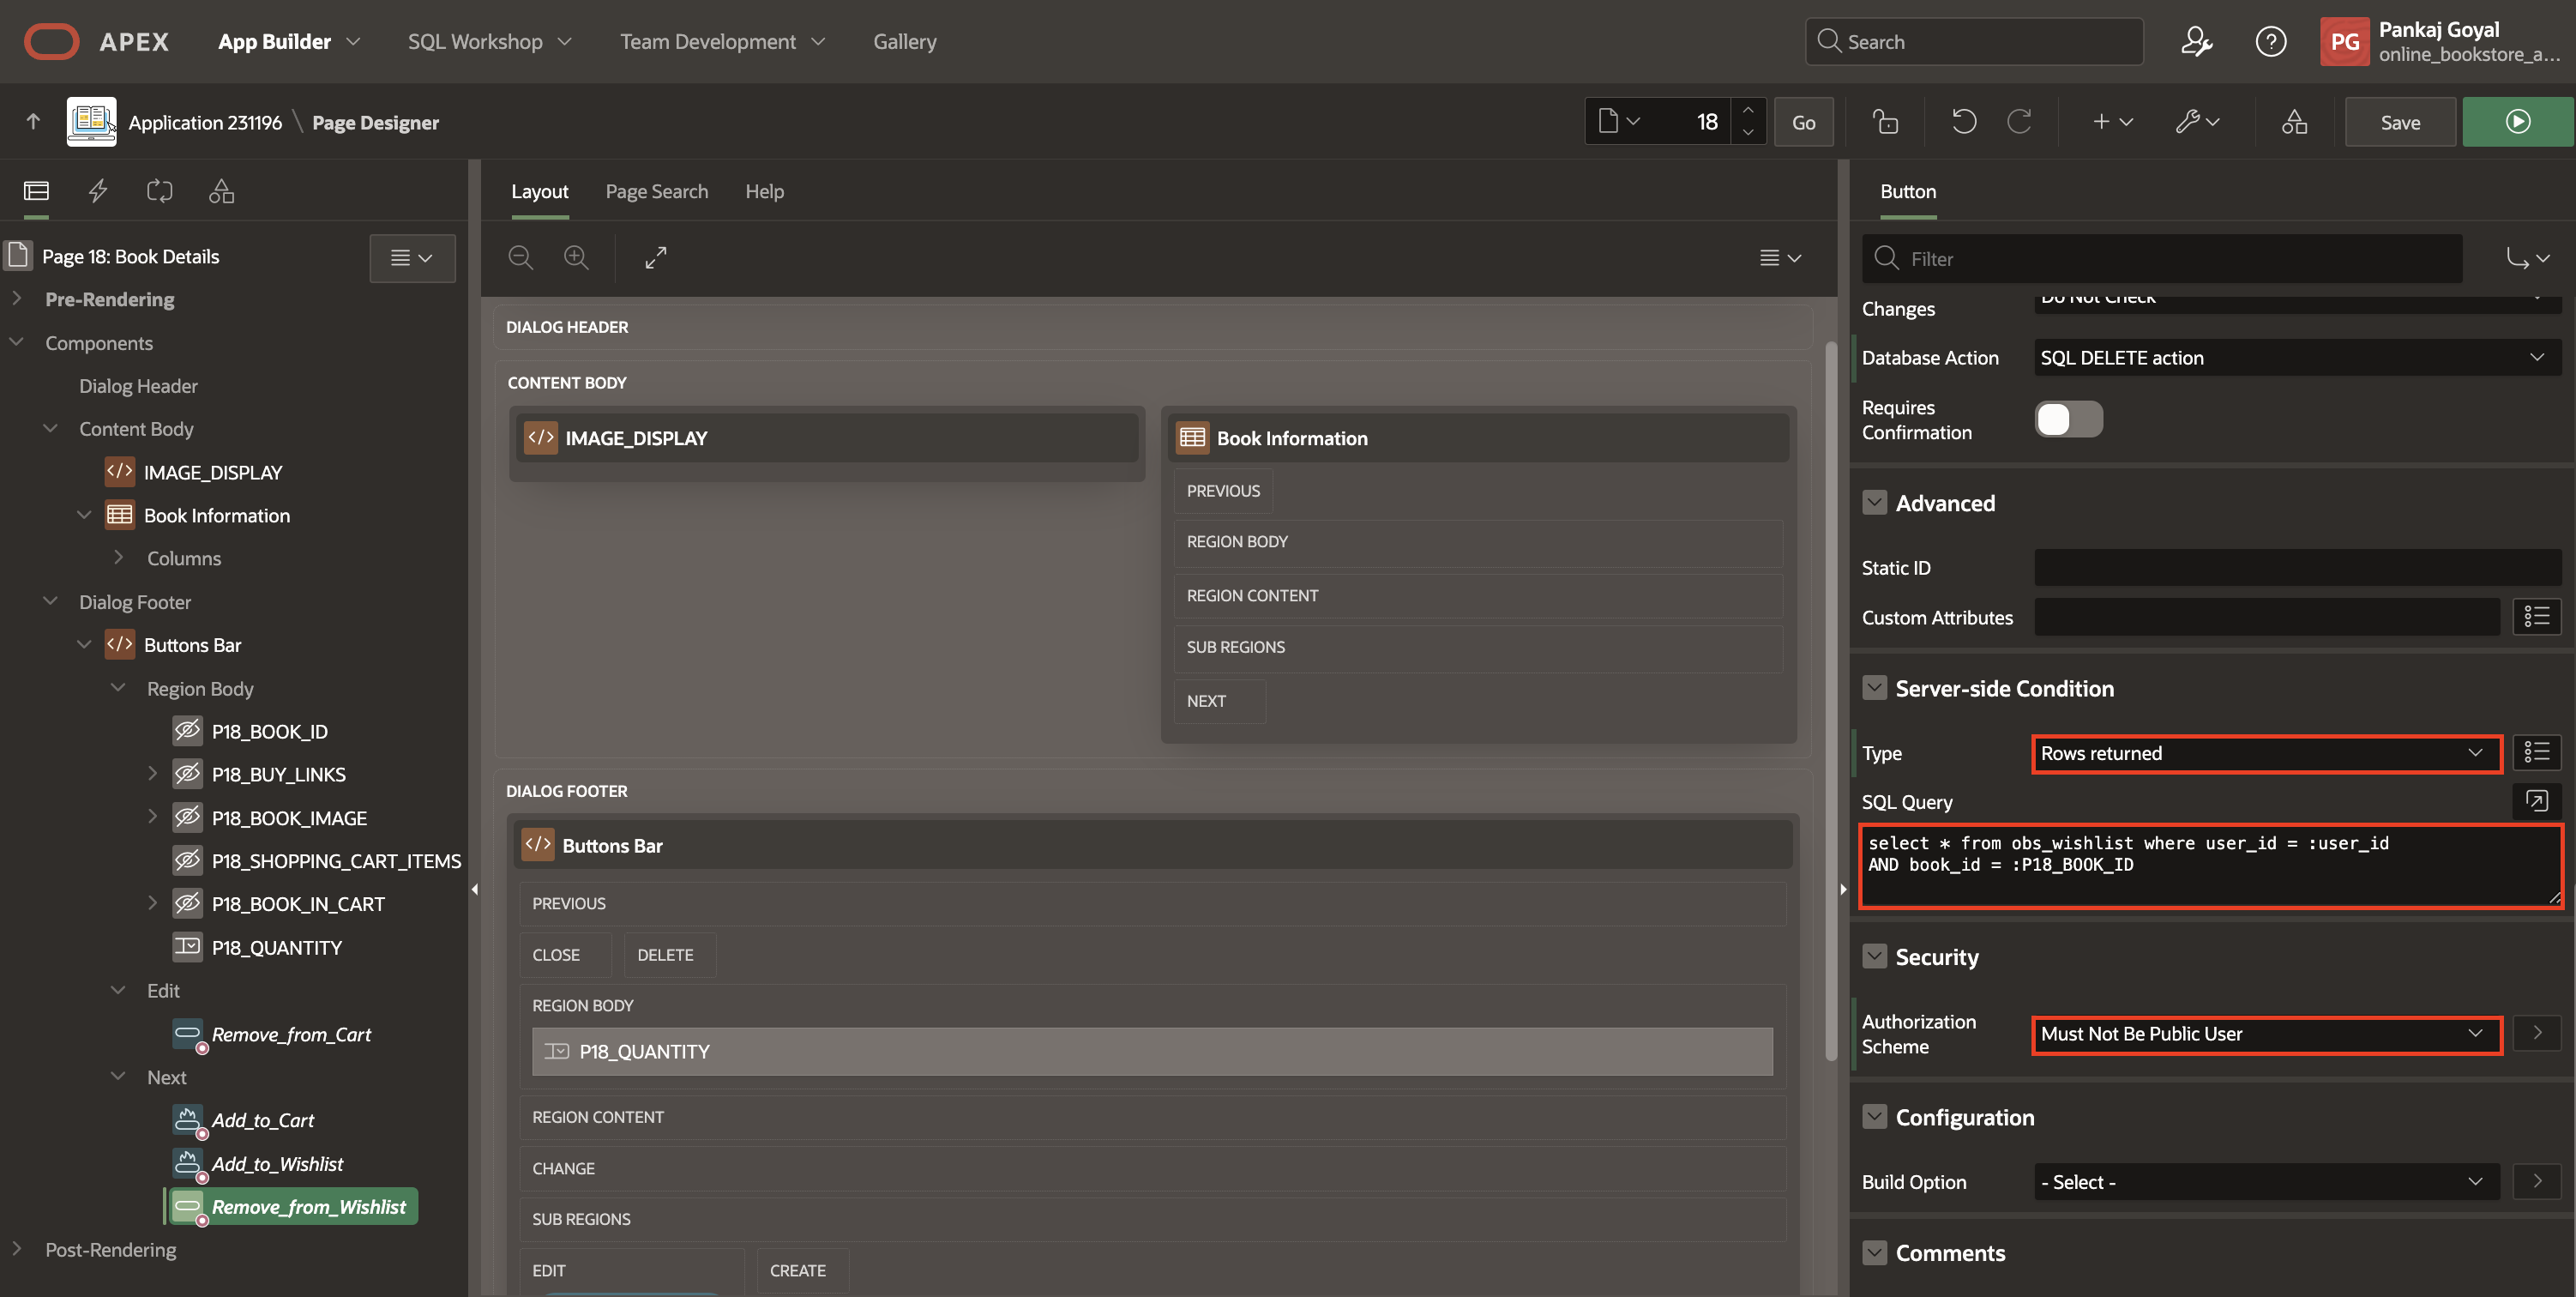 APEX
App Builder
SQL Workshop
Team Development
Gallery
Search
PG
Pankaj Goyal
online_bookstore_a...
Application 231196 \ Page Designer
18
Go
Save
Page 18: Book Details
Pre-Rendering
Components
Dialog Header
Content Body
IMAGE_DISPLAY
Book Information
Columns
Dialog Footer
Buttons Bar
Region Body
P18_BOOK_ID
P18_BUY_LINKS
P18_BOOK_IMAGE
P18_SHOPPING_CART_ITEMS
P18_BOOK_IN_CART
P18_QUANTITY
Edit
Remove_from_Cart
Next
Add_to_Cart
Add_to_Wishlist
Remove_from_Wishlist
Post-Rendering
Layout
Page Search
Help
DIALOG HEADER
CONTENT BODY
IMAGE_DISPLAY
Book Information
PREVIOUS
REGION BODY
REGION CONTENT
SUB REGIONS
NEXT
DIALOG FOOTER
Buttons Bar
PREVIOUS
CLOSE
DELETE
REGION BODY
P18_QUANTITY
REGION CONTENT
CHANGE
SUB REGIONS
EDIT
CREATE
Button
Filter
Changes
Do Not Check
Database Action
SQL DELETE action
Requires
Confirmation
Advanced
Static ID
Custom Attributes
Server-side Condition
Type
Rows returned
SQL Query
select * from obs_wishlist where user_id = :user_id
AND book_id = :P18_BOOK_ID
Security
Authorization
Scheme
Must Not Be Public User
Configuration
Build Option
- Select -
Comments